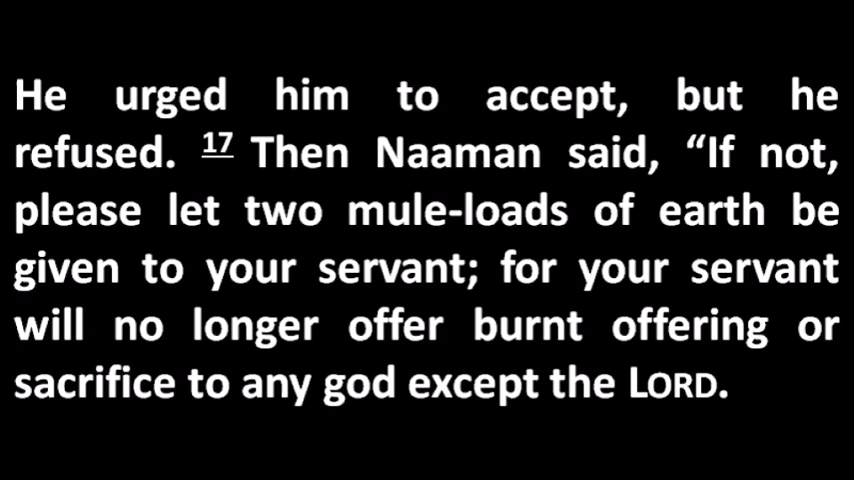 He urged him to accept, but he
refused. 17 Then Naaman said, “If not,
please let two mule-loads of earth be
given to your servant; for your servant
will no longer offer burnt offering or
sacrifice to any god except the LORD.